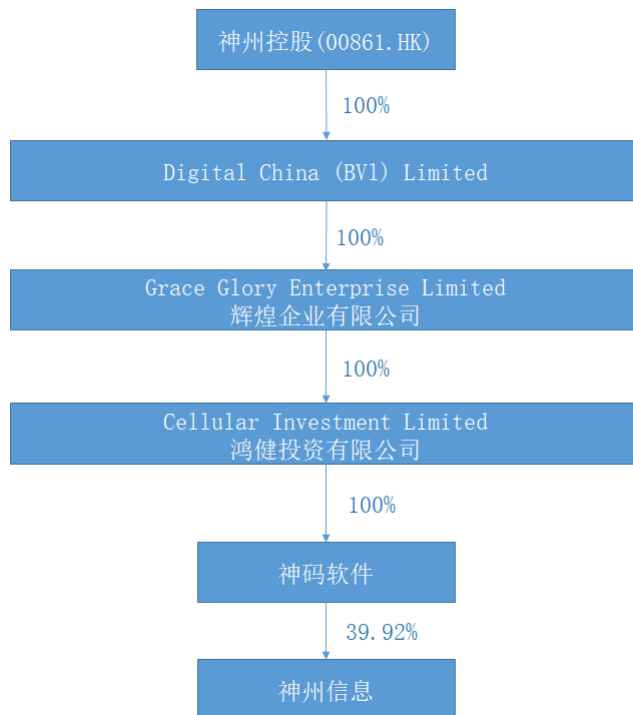 神州控股(00861.HK)
100%
Digital China (BVl) Limited
100%
Grace Glory Enterprise Limited
辉煌企业有限公司
100%
Cellular Investment Limited
鸿健投资有限公司
100%
神码软件
39.92%
神州信息